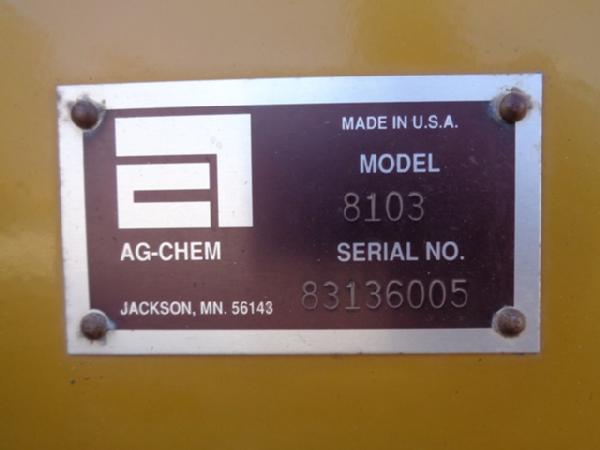 MADE IN U.S.A.
MODEL
8103
AG-CHEM
SERIAL NO.
JACKSON, MN. 56143
83136005